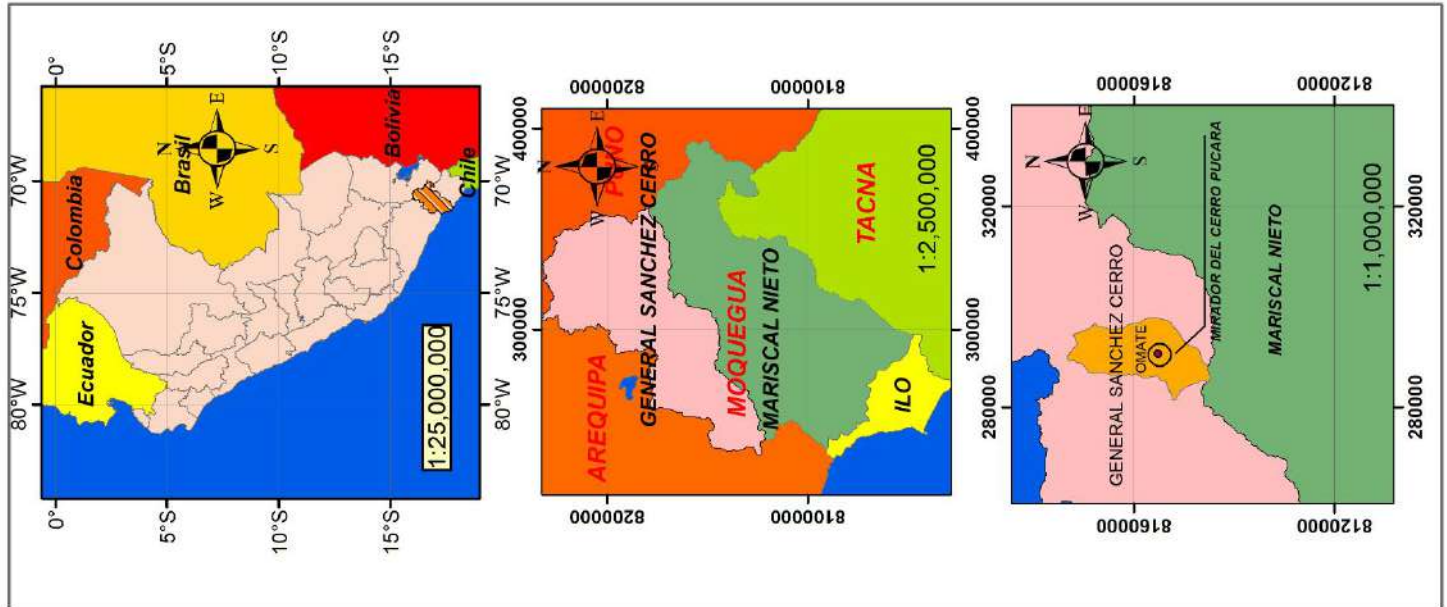 80°W 75°W 70°W
0° 0°
Colombia
Ecuador
N
Brasil
W E
S
5°S 5°S
10°S 10°S
Bolivia
15°S 15°S
Chile
1:25,000,000
80°W 75°W 70°W
300000 400000
N
AREQUIPA
PUNO
W E
8200000 8200000
GENERAL SANCHEZ CERRO
MOQUEGUA
MARISCAL NIETO
8100000 8100000
TACNA
ILO
1:2,500,000
300000 400000
280000 320000
N
W E
S
GENERAL SANCHEZ CERRO
8160000 8160000
OMATE
MIRADOR DEL CERRO PUCARA
MARISCAL NIETO
8120000 8120000
1:1,000,000
280000 320000